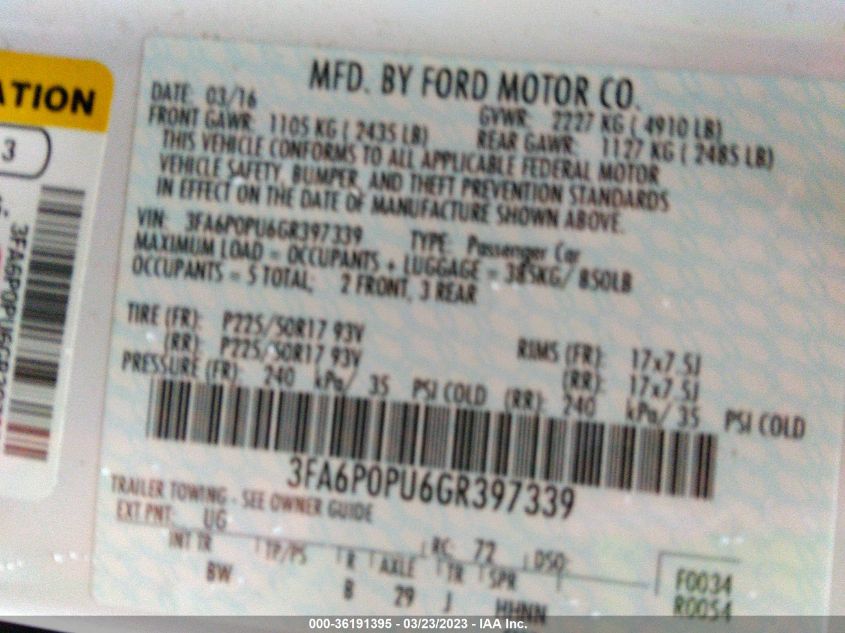 ATION
3
3FA6P0PU6GR39
MFD. BY FORD MOTOR CO.
DATE: 03/16 GVWR: 2227 KG ( 4910 LB)
FRONT GAWR: 1105 KG ( 2435 LB) REAR GAWR: 1127 KG ( 2485 LB)
THIS VEHICLE CONFORMS TO ALL APPLICABLE FEDERAL MOTOR
VEHICLE SAFETY, BUMPER, AND THEFT PREVENTION STANDARDS
IN EFFECT ON THE DATE OF MANUFACTURE SHOWN ABOVE.
VIN: 3FA6P0PU6GR397339 TYPE: Passenger Car
MAXIMUM LOAD = OCCUPANTS + LUGGAGE = 385KG/ 850LB
OCCUPANTS = 5 TOTAL; 2 FRONT, 3 REAR
TIRE (FR): P225/50R17 93V RIMS (FR): 17x7.5J
(RR): P225/50R17 93V (RR): 17x7.5J
PRESSURE (FR): 240 kPa/ 35 PSI COLD (RR): 240 kPa/ 35 PSI COLD
3FA6P0PU6GR397339
TRAILER TOWING - SEE OWNER GUIDE
EXT PNT: UG RC: 72 DSO:
INT TR TP/PS R AXLE TR SPR F0034
BW B 29 J HHNN R0054
000-36191395 - 03/23/2023 - IAA Inc.